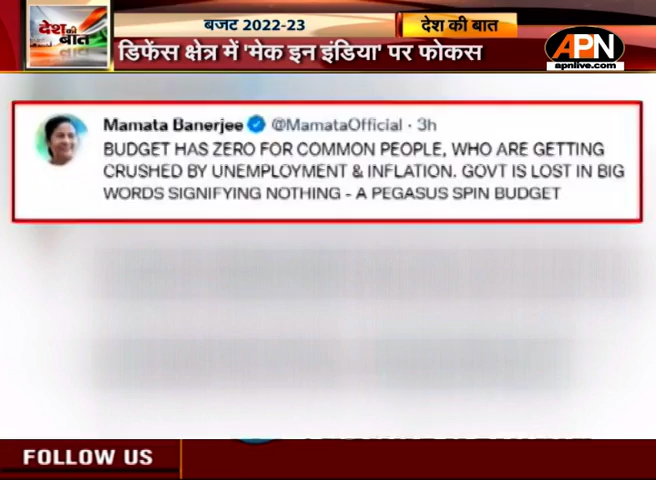 बजट 2022-23
देश की बात
देश की
बात
डिफेंस क्षेत्र में 'मेक इन इंडिया' पर फोकस
APN
apnlive.com
Mamata Banerjee @MamataOfficial · 3h
BUDGET HAS ZERO FOR COMMON PEOPLE, WHO ARE GETTING
CRUSHED BY UNEMPLOYMENT & INFLATION. GOVT IS LOST IN BIG
WORDS SIGNIFYING NOTHING - A PEGASUS SPIN BUDGET
FOLLOW US